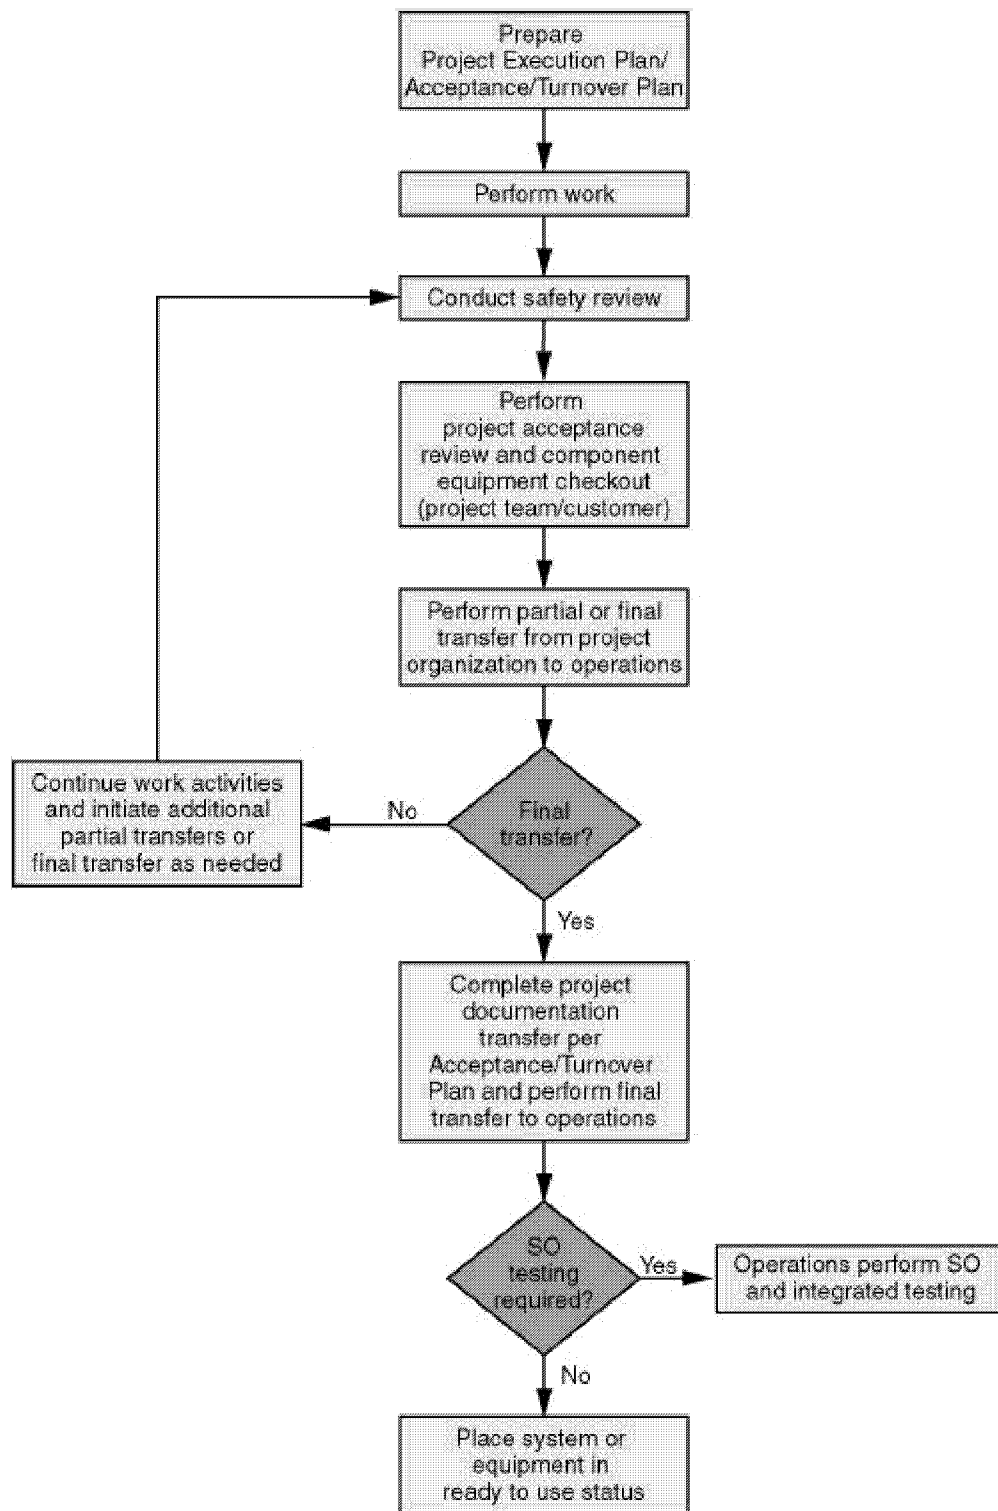 Prepare
Project Execution Plan/
Acceptance/Turnover Plan
Perform work
Conduct safety review
Perform
project acceptance
review and component
equipment checkout
(project team/customer)
Perform partial or final
transfer from project
organization to operations
Continue work activities
and initiate additional
partial transfers or
final transfer as needed
No
Final
transfer?
Yes
Complete project
documentation
transfer per
Acceptance/Turnover
Plan and perform final
transfer to operations
SO
testing
required?
Yes
Operations perform SO
and integrated testing
No
Place system or
equipment in
ready to use status